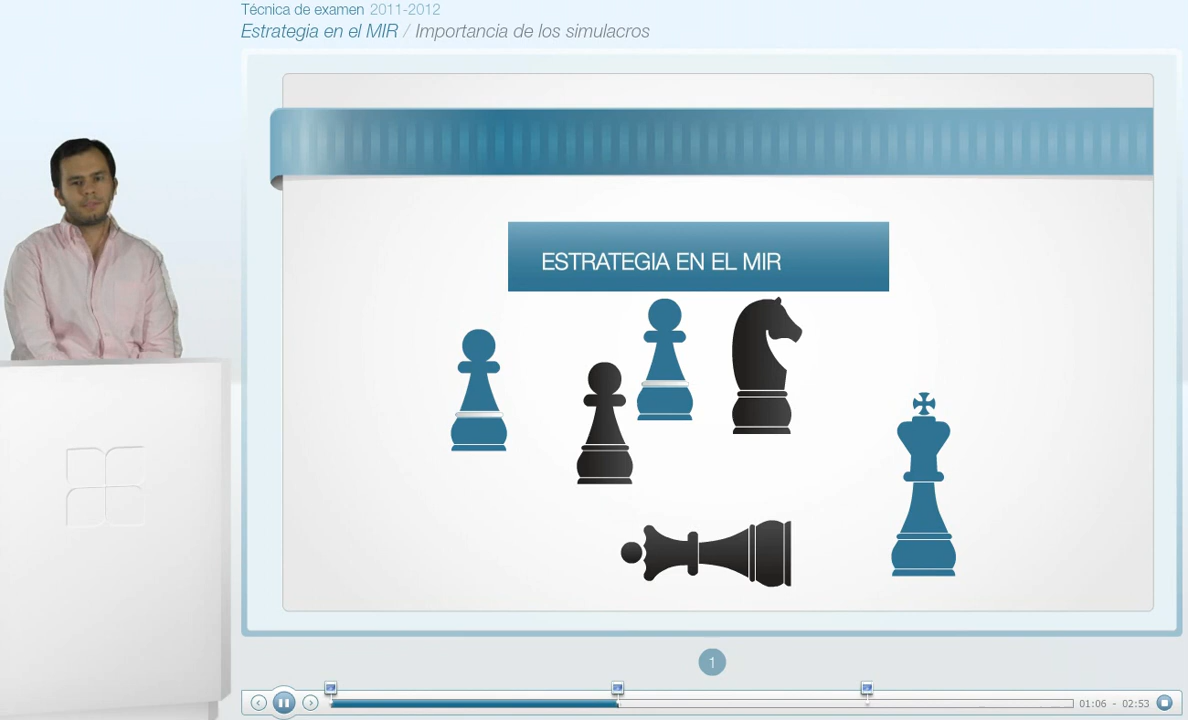 Técnica de examen 2011-2012
Estrategia en el MIR / Importancia de los simulacros
ESTRATEGIA EN EL MIR
1
01:06 - 02:53